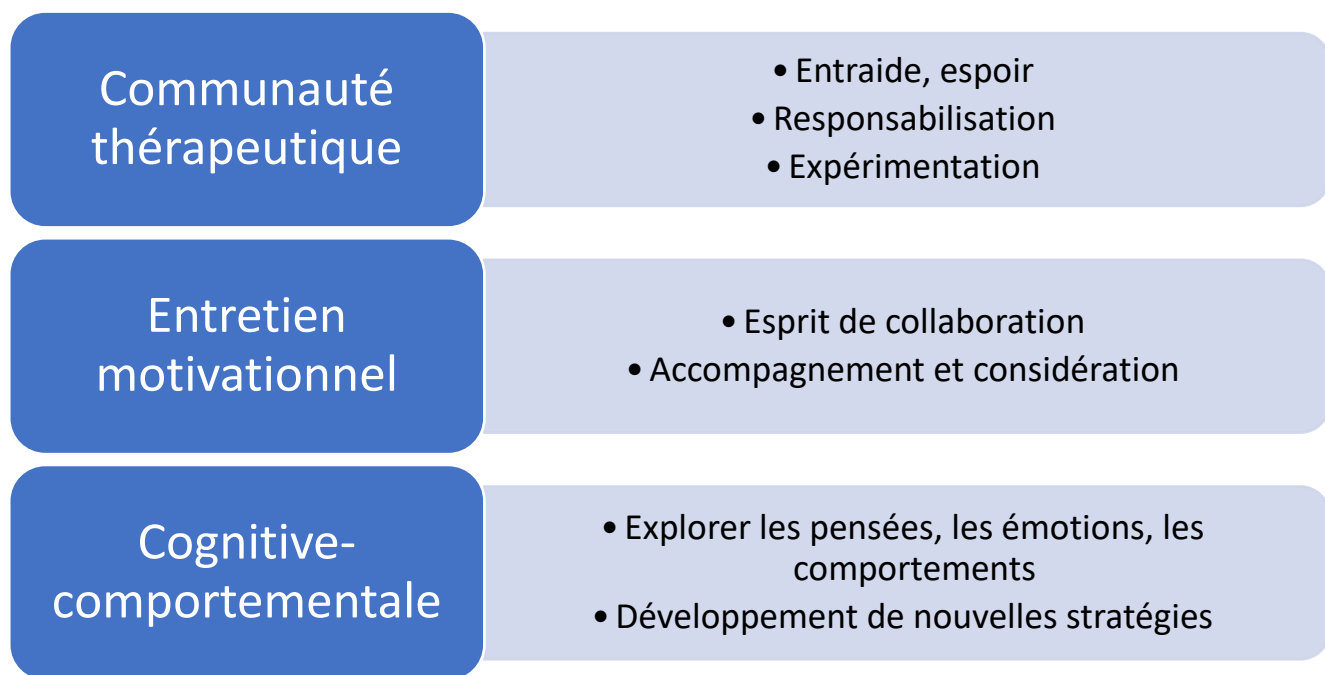 Communauté
thérapeutique
• Entraide, espoir
• Responsabilisation
• Expérimentation
Entretien
motivationnel
• Esprit de collaboration
• Accompagnement et considération
Cognitive-
comportementale
• Explorer les pensées, les émotions, les
comportements
• Développement de nouvelles stratégies